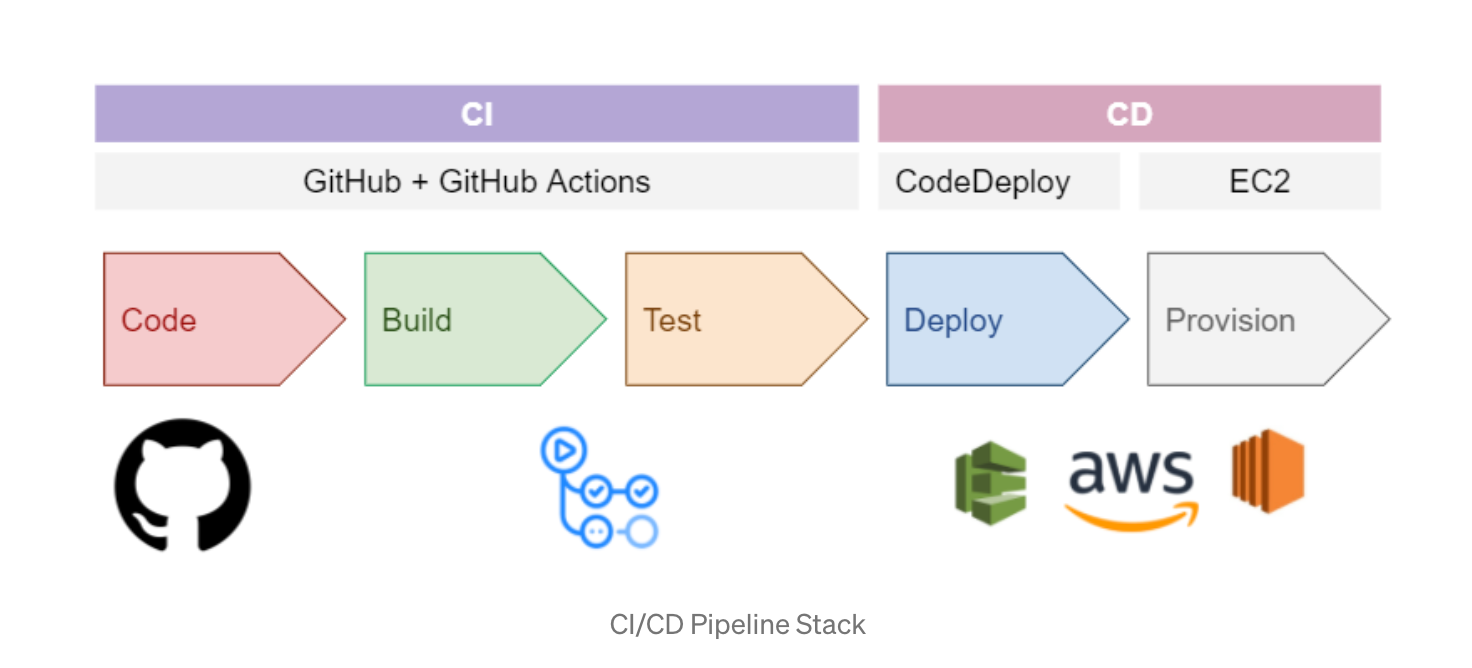 CI
CD
GitHub + GitHub Actions
CodeDeploy
EC2
Code
Build
Test
Deploy
Provision
aws
CI/CD Pipeline Stack